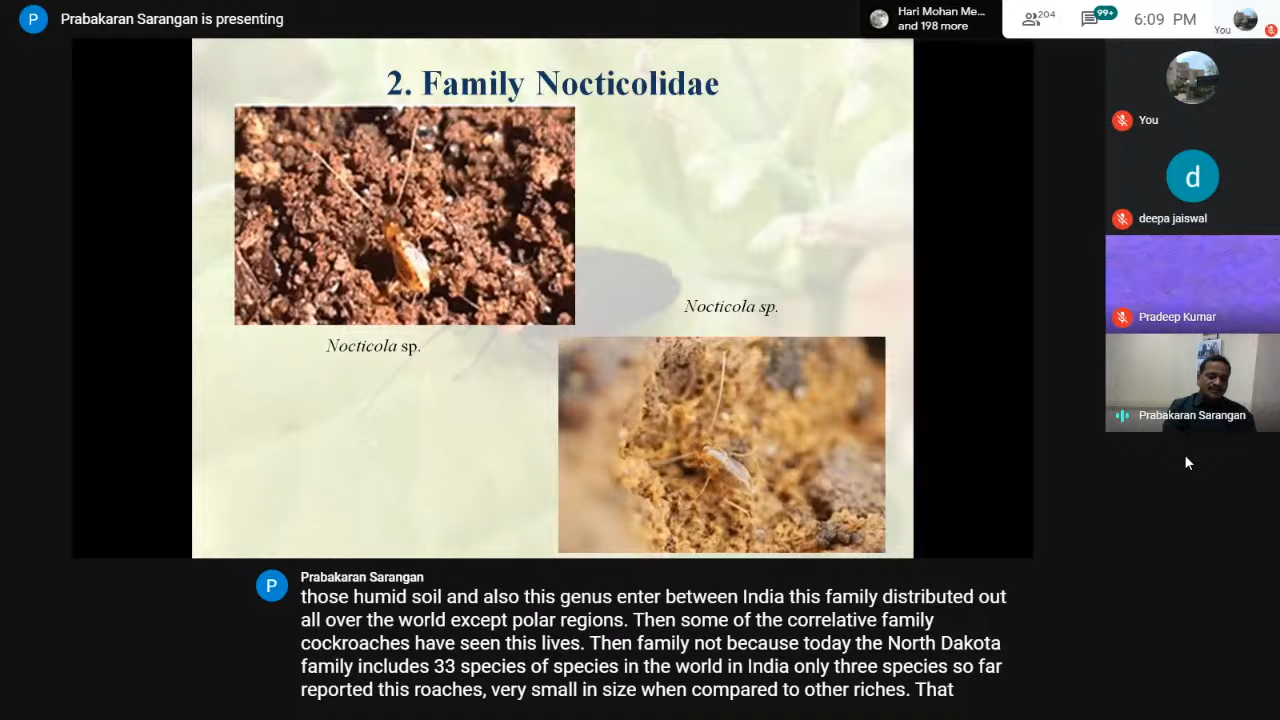 P Prabakaran Sarangan is presenting
Hari Mohan Me...
and 198 more
204
99+
6:09 PM
You
2. Family Nocticolidae
You
d
deepa jaiswal
Nocticola sp.
Pradeep Kumar
Nocticola sp.
Prabakaran Sarangan
P Prabakaran Sarangan
those humid soil and also this genus enter between India this family distributed out
all over the world except polar regions. Then some of the correlative family
cockroaches have seen this lives. Then family not because today the North Dakota
family includes 33 species of species in the world in India only three species so far
reported this roaches, very small in size when compared to other riches. That